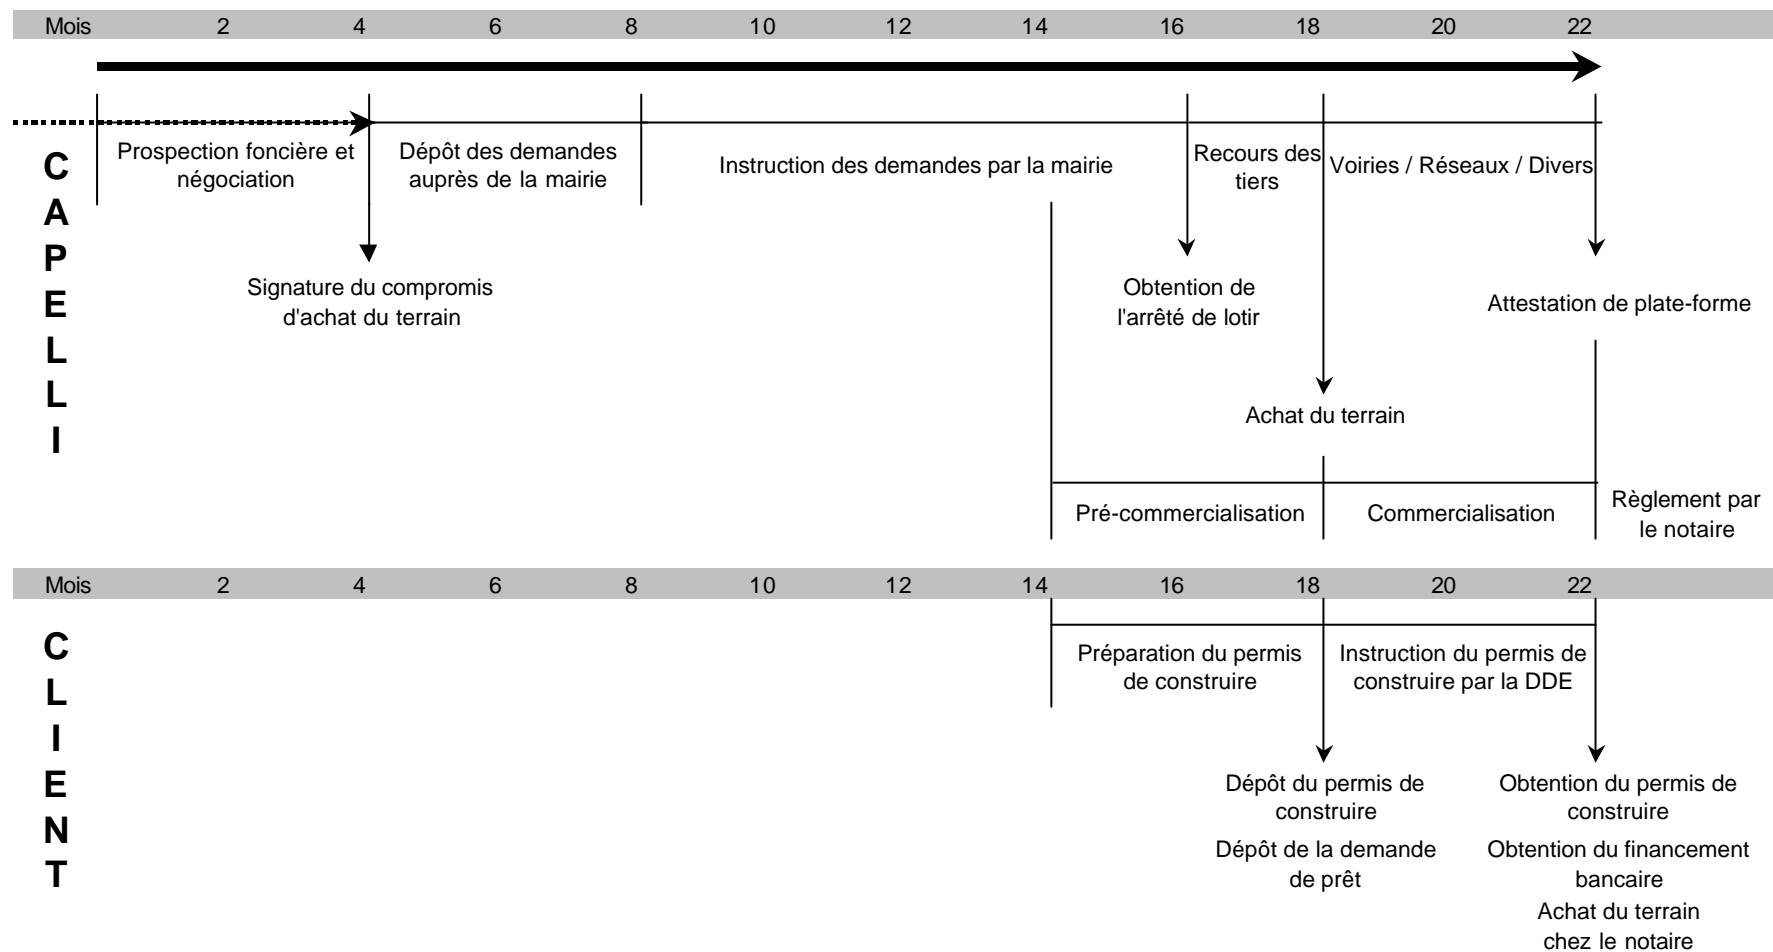 Mois 2 4 6 8 10 12 14 16 18 20 22
CAPELLI
Prospection foncière et
négociation
Dépôt des demandes
auprès de la mairie
Instruction des demandes par la mairie
Recours des
tiers
Voiries / Réseaux / Divers
Signature du compromis
d'achat du terrain
Obtention de
l'arrêté de lotir
Attestation de plate-forme
Achat du terrain
Pré-commercialisation
Commercialisation
Règlement par
le notaire
Mois 2 4 6 8 10 12 14 16 18 20 22
CLIENT
Préparation du permis
de construire
Instruction du permis de
construire par la DDE
Dépôt du permis de
construire
Dépôt de la demande
de prêt
Obtention du permis de
construire
Obtention du financement
bancaire
Achat du terrain
chez le notaire